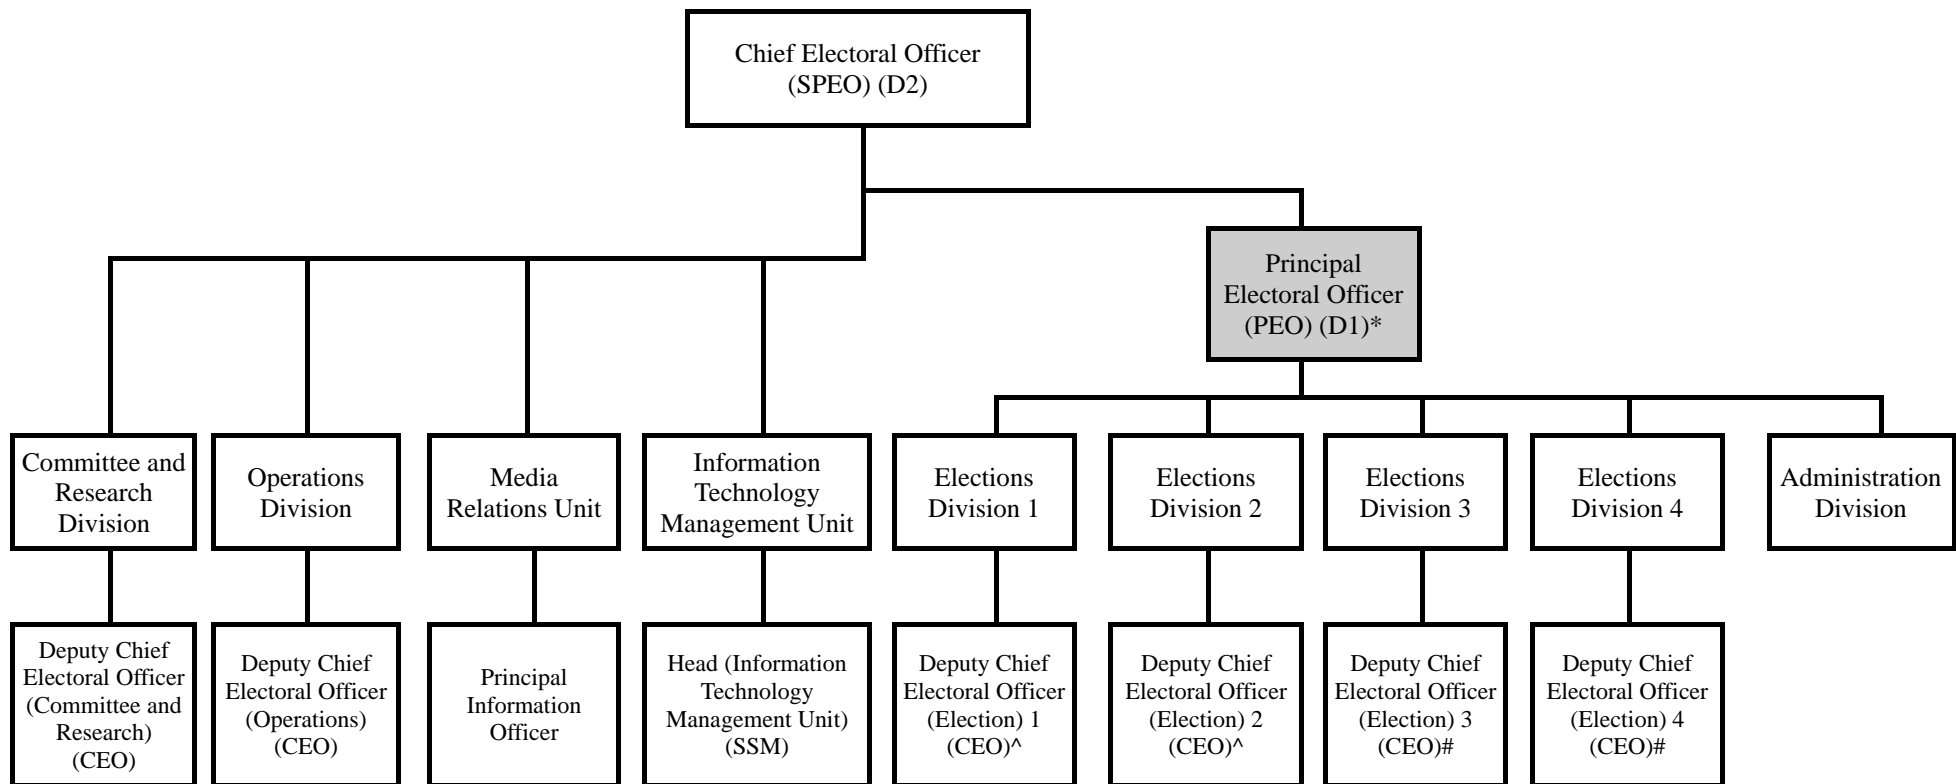 Chief Electoral Officer
(SPEO) (D2)
Principal
Electoral Officer
(PEO) (D1)*
Committee and
Research
Division
Operations
Division
Media
Relations Unit
Information
Technology
Management Unit
Elections
Division 1
Elections
Division 2
Elections
Division 3
Elections
Division 4
Administration
Division
Deputy Chief
Electoral Officer
(Committee and
Research)
(CEO)
Deputy Chief
Electoral Officer
(Operations)
(CEO)
Principal
Information
Officer
Head (Information
Technology
Management Unit)
(SSM)
Deputy Chief
Electoral Officer
(Election) 1
(CEO)^
Deputy Chief
Electoral Officer
(Election) 2
(CEO)^
Deputy Chief
Electoral Officer
(Election) 3
(CEO)#
Deputy Chief
Electoral Officer
(Election) 4
(CEO)#